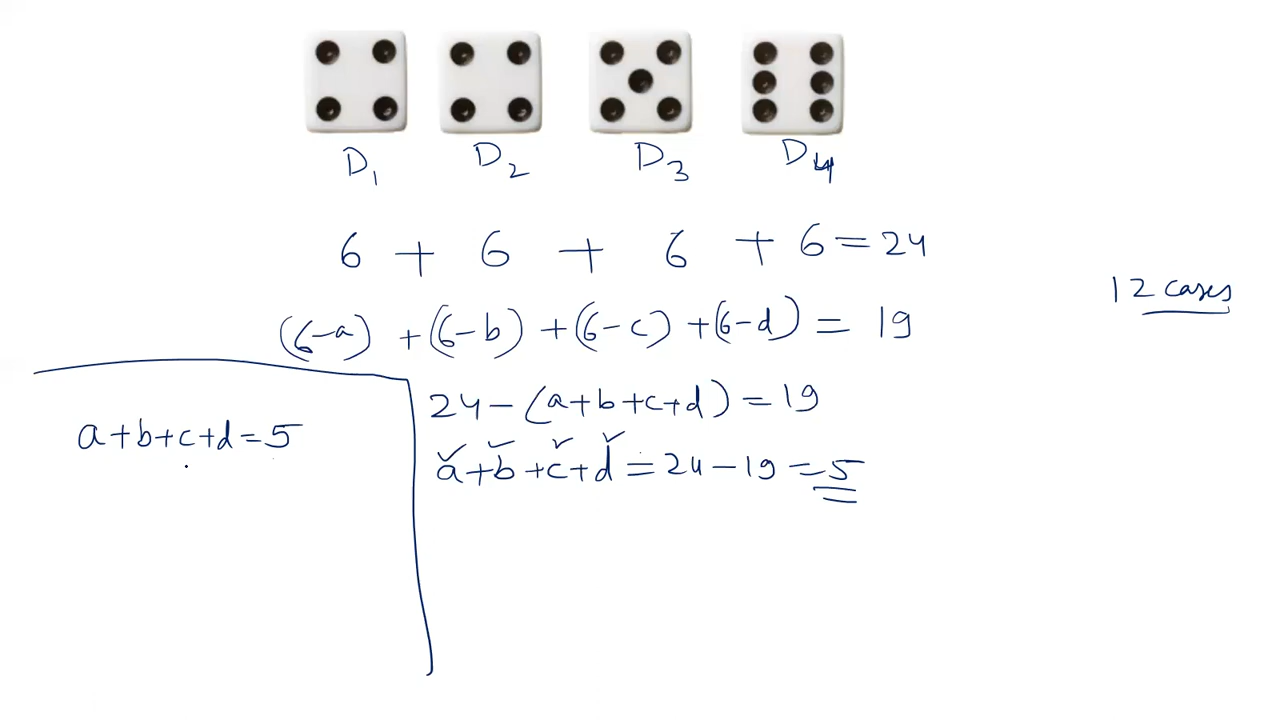 D1 D2 D3 D4
6 + 6 + 6 + 6 = 24
12 cases
(6-a) + (6-b) + (6-c) + (6-d) = 19
24 - (a+b+c+d) = 19
a+b+c+d = 5
a+b+c+d = 24 - 19 = 5